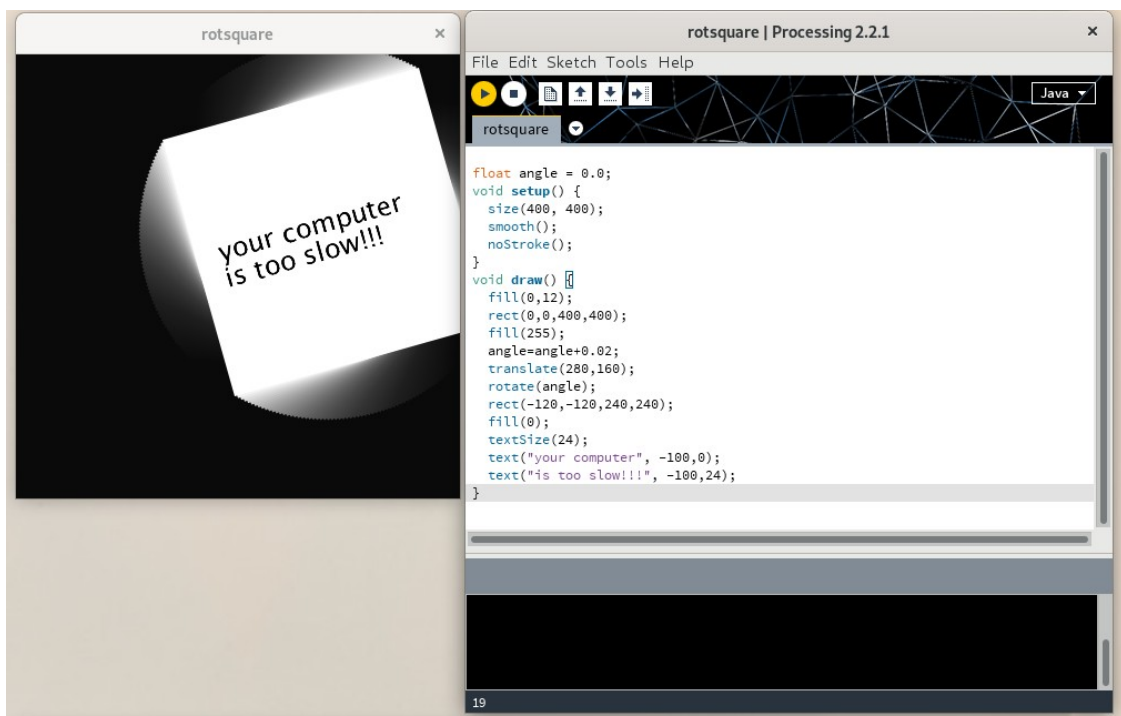 rotsquare ×
your computer
is too slow!!!
rotsquare | Processing 2.2.1 ×
File Edit Sketch Tools Help
Java
rotsquare
float angle = 0.0;
void setup() {
  size(400, 400);
  smooth();
  noStroke();
}
void draw() {
  fill(0,12);
  rect(0,0,400,400);
  fill(255);
  angle=angle+0.02;
  translate(280,160);
  rotate(angle);
  rect(-120,-120,240,240);
  fill(0);
  textSize(24);
  text("your computer", -100,0);
  text("is too slow!!!", -100,24);
}
19